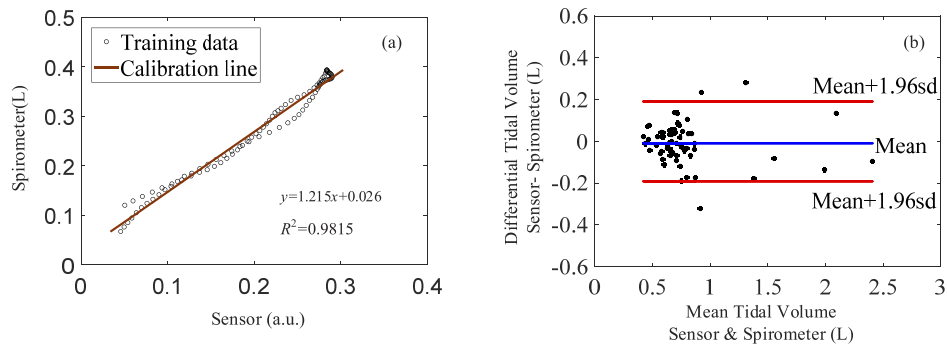 0.5
0.4
0.3
0.2
0.1
0
Spirometer(L)
Training data
Calibration line
(a)
y=1.215x+0.026
R²=0.9815
0 0.1 0.2 0.3 0.4
Sensor (a.u.)
0.6
0.4
0.2
0
-0.2
-0.4
-0.6
Differential Tidal Volume
Sensor- Spirometer (L)
(b)
Mean+1.96sd
Mean
Mean+1.96sd
0 0.5 1 1.5 2 2.5 3
Mean Tidal Volume
Sensor & Spirometer (L)